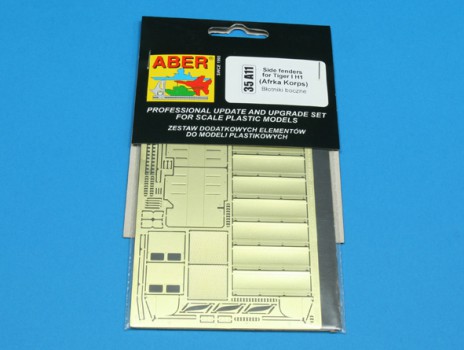 ABER
SINCE 1995
35 A11
Side fenders
for Tiger I H1
(Afrka Korps)
Błotniki boczne
PROFESSIONAL UPDATE AND UPGRADE SET
FOR SCALE PLASTIC MODELS
ZESTAW DODATKOWYCH ELEMENTÓW
DO MODELI PLASTIKOWYCH